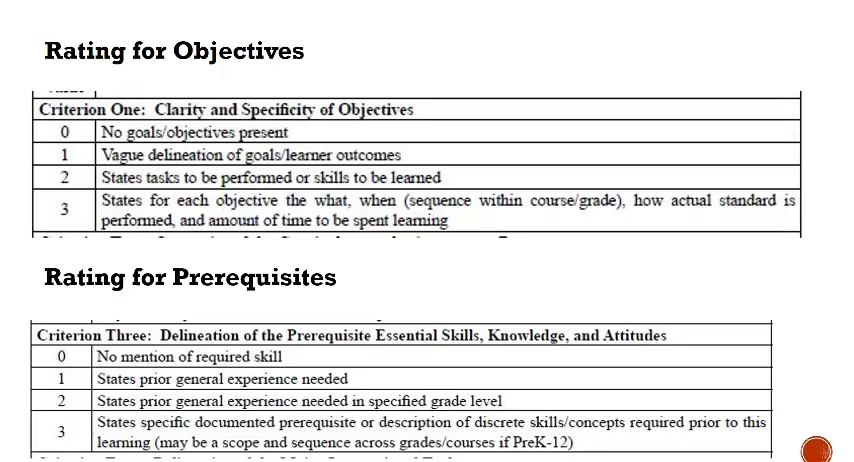 Rating for Objectives
Criterion One: Clarity and Specificity of Objectives
0 No goals/objectives present
1 Vague delineation of goals/learner outcomes
2 States tasks to be performed or skills to be learned
3 States for each objective the what, when (sequence within course/grade), how actual standard is
performed, and amount of time to be spent learning
Rating for Prerequisites
Criterion Three: Delineation of the Prerequisite Essential Skills, Knowledge, and Attitudes
0 No mention of required skill
1 States prior general experience needed
2 States prior general experience needed in specified grade level
3 States specific documented prerequisite or description of discrete skills/concepts required prior to this
learning (may be a scope and sequence across grades/courses if PreK-12)